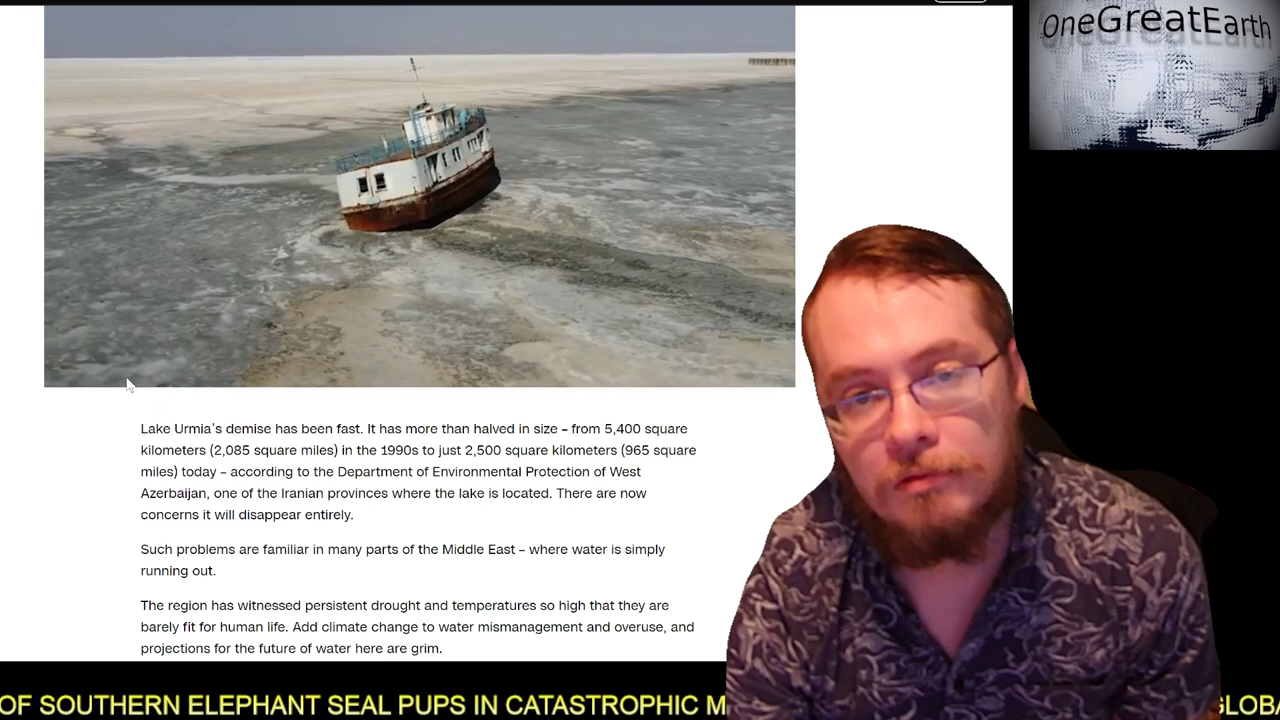 OneGreatEarth
Lake Urmia's demise has been fast. It has more than halved in size – from 5,400 square
kilometers (2,085 square miles) in the 1990s to just 2,500 square kilometers (965 square
miles) today – according to the Department of Environmental Protection of West
Azerbaijan, one of the Iranian provinces where the lake is located. There are now
concerns it will disappear entirely.
Such problems are familiar in many parts of the Middle East – where water is simply
running out.
The region has witnessed persistent drought and temperatures so high that they are
barely fit for human life. Add climate change to water mismanagement and overuse, and
projections for the future of water here are grim.
OF SOUTHERN ELEPHANT SEAL PUPS IN CATASTROPHIC M